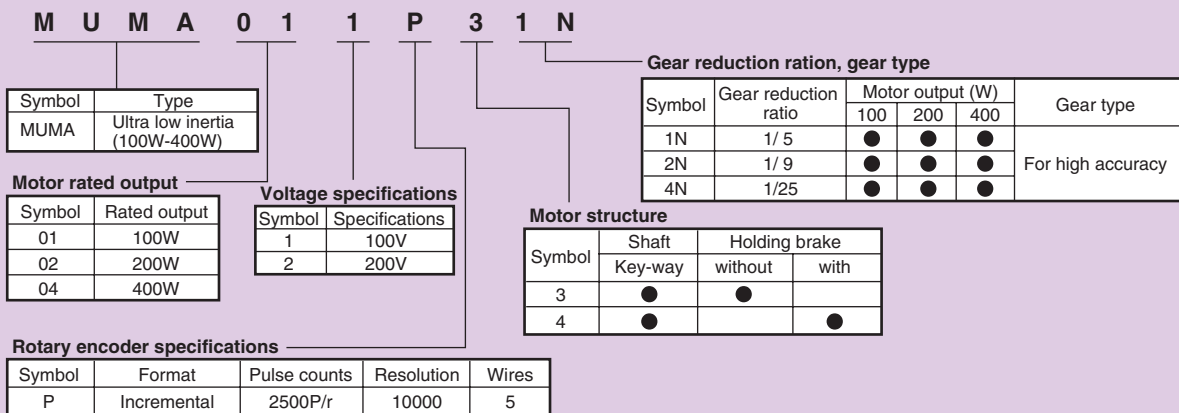 M U M A 0 1 1 P 3 1 N
Gear reduction ration, gear type
Symbol Gear reduction ratio Motor output (W) Gear type
100 200 400
1N 1/ 5 ● ● ●
2N 1/ 9 ● ● ● For high accuracy
4N 1/25 ● ● ●
Symbol Type
MUMA Ultra low inertia
(100W-400W)
Motor rated output
Symbol Rated output
01 100W
02 200W
04 400W
Voltage specifications
Symbol Specifications
1 100V
2 200V
Motor structure
Symbol Shaft Holding brake
Key-way without with
3 ● ●
4 ● ●
Rotary encoder specifications
Symbol Format Pulse counts Resolution Wires
P Incremental 2500P/r 10000 5